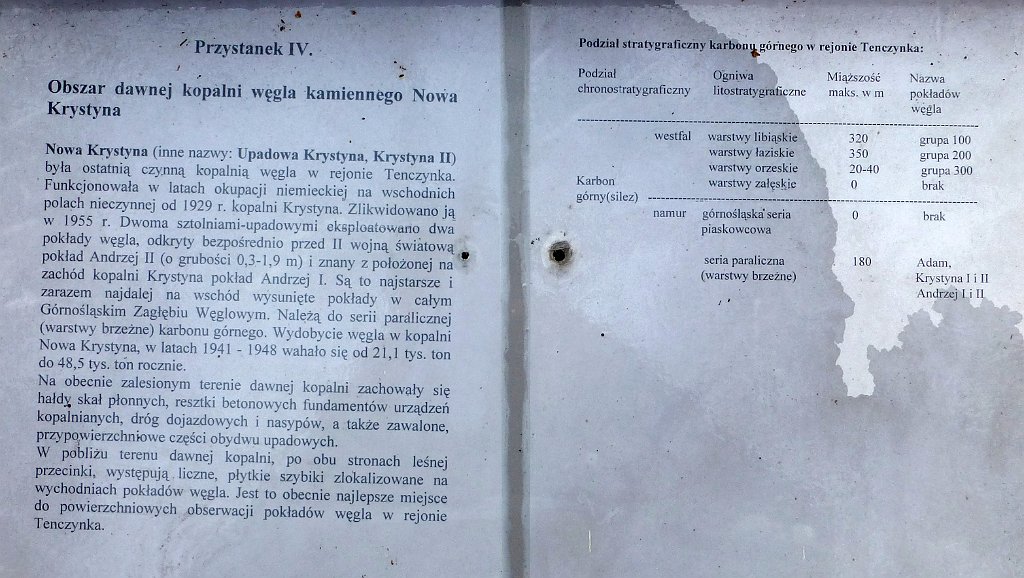 Przystanek IV.
Obszar dawnej kopalni węgla kamiennego Nowa
Krystyna
Nowa Krystyna (inne nazwy: Upadowa Krystyna, Krystyna II)
była ostatnią czynną kopalnią węgla w rejonie Tenczynka.
Funkcjonowała w latach okupacji niemieckiej na wschodnich
polach nieczynnej od 1929 r. kopalni Krystyna. Zlikwidowano ją
w 1955 r. Dwoma sztolniami-upadowymi eksploatowano dwa
pokłady węgla, odkryty bezpośrednio przed II wojną światową
pokład Andrzej II (o grubości 0,3-1,9 m) i znany z położonej na
zachód kopalni Krystyna pokład Andrzej I. Są to najstarsze i
zarazem najdalej na wschód wysunięte pokłady w całym
Górnośląskim Zagłębiu Węglowym. Należą do serii paralicznej
(warstwy brzeżne) karbonu górnego. Wydobycie węgla w kopalni
Nowa Krystyna, w latach 1941 - 1948 wahało się od 21,1 tys. ton
do 48,5 tys. ton rocznie.
Na obecnie zalesionym terenie dawnej kopalni zachowały się
hałdy skał płonnych, resztki betonowych fundamentów urządzeń
kopalnianych, dróg dojazdowych i nasypów, a także zawalone,
przypowierzchniowe części obydwu upadowych.
W pobliżu terenu dawnej kopalni, po obu stronach leśnej
przecinki, występują liczne, płytkie szybiki zlokalizowane na
wychodniach pokładów węgla. Jest to obecnie najlepsze miejsce
do powierzchniowych obserwacji pokładów węgla w rejonie
Tenczynka.
Podział stratygraficzny karbonu górnego w rejonie Tenczynka:
Podział Ogniwa Miąższość Nazwa
chronostratygraficzny litostratygraficzne maks. w m pokładów
węgla
westfal warstwy libiąskie 320 grupa 100
warstwy łaziskie 350 grupa 200
warstwy orzeskie 20-40 grupa 300
Karbon warstwy załęskie 0 brak
górny(silez)
namur górnośląska seria 0 brak
piaskowcowa
seria paraliczna 180 Adam,
(warstwy brzeżne) Krystyna I i II
Andrzej I i II